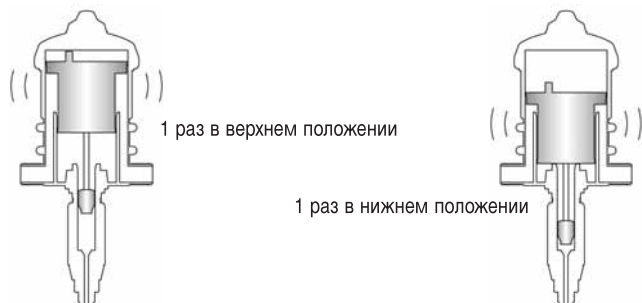 1 раз в верхнем положении
1 раз в нижнем положении